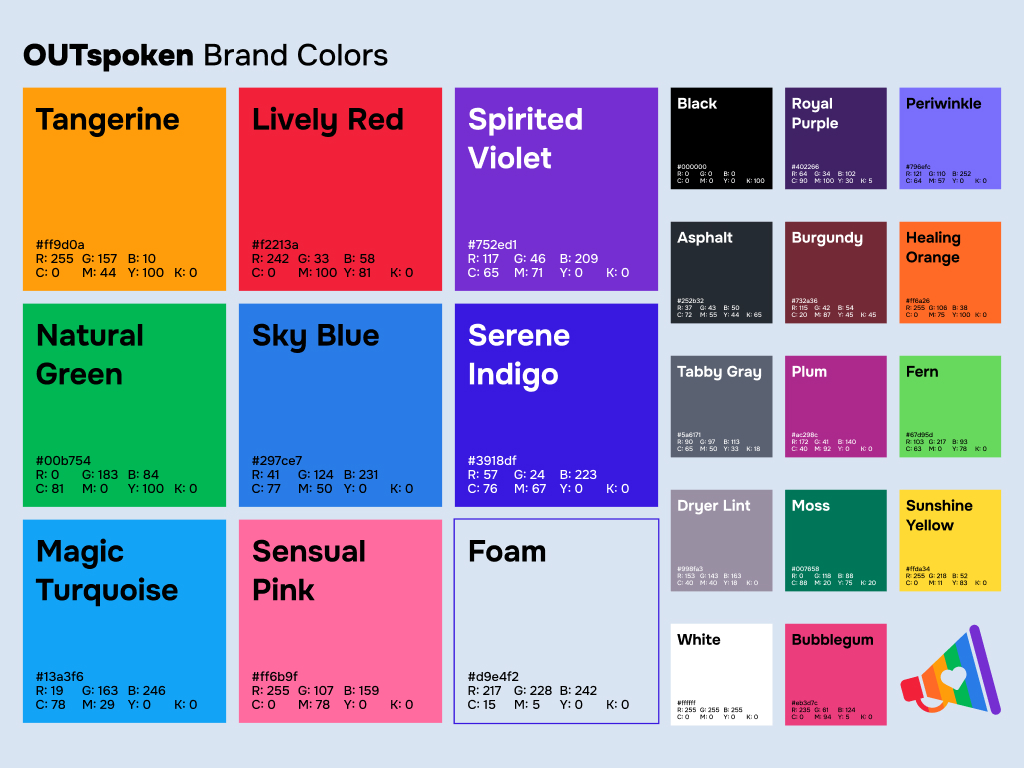 OUTspoken Brand Colors
Tangerine
#ff9d0a
R: 255 G: 157 B: 10
C: 0 M: 44 Y: 100 K: 0
Lively Red
#f2213a
R: 242 G: 33 B: 58
C: 0 M: 100 Y: 81 K: 0
Spirited
Violet
#752ed1
R: 117 G: 46 B: 209
C: 65 M: 71 Y: 0 K: 0
Black
#000000
R: 0 G: 0 B: 0
C: 0 M: 0 Y: 0 K: 100
Royal
Purple
#402266
R: 64 G: 34 B: 102
C: 90 M: 100 Y: 30 K: 5
Periwinkle
#796efc
R: 121 G: 110 B: 252
C: 64 M: 57 Y: 0 K: 0
Asphalt
#252b32
R: 37 G: 43 B: 50
C: 72 M: 55 Y: 44 K: 65
Burgundy
#732a36
R: 115 G: 42 B: 54
C: 20 M: 87 Y: 45 K: 45
Healing
Orange
#ff6a26
R: 255 G: 106 B: 38
C: 0 M: 75 Y: 100 K: 0
Natural
Green
#00b754
R: 0 G: 183 B: 84
C: 81 M: 0 Y: 100 K: 0
Sky Blue
#297ce7
R: 41 G: 124 B: 231
C: 77 M: 50 Y: 0 K: 0
Serene
Indigo
#3918df
R: 57 G: 24 B: 223
C: 76 M: 67 Y: 0 K: 0
Tabby Gray
#5a6171
R: 90 G: 97 B: 113
C: 65 M: 50 Y: 33 K: 18
Plum
#ac298c
R: 172 G: 41 B: 140
C: 40 M: 92 Y: 0 K: 0
Fern
#67d95d
R: 103 G: 217 B: 93
C: 63 M: 0 Y: 78 K: 0
Dryer Lint
#998fa3
R: 153 G: 143 B: 163
C: 40 M: 40 Y: 18 K: 0
Moss
#007658
R: 0 G: 118 B: 88
C: 88 M: 20 Y: 75 K: 20
Sunshine
Yellow
#ffda34
R: 255 G: 218 B: 52
C: 0 M: 11 Y: 83 K: 0
Magic
Turquoise
#13a3f6
R: 19 G: 163 B: 246
C: 78 M: 29 Y: 0 K: 0
Sensual
Pink
#ff6b9f
R: 255 G: 107 B: 159
C: 0 M: 78 Y: 0 K: 0
Foam
#d9e4f2
R: 217 G: 228 B: 242
C: 15 M: 5 Y: 0 K: 0
White
#ffffff
R: 255 G: 255 B: 255
C: 0 M: 0 Y: 0 K: 0
Bubblegum
#eb3d7c
R: 235 G: 61 B: 124
C: 0 M: 94 Y: 5 K: 0